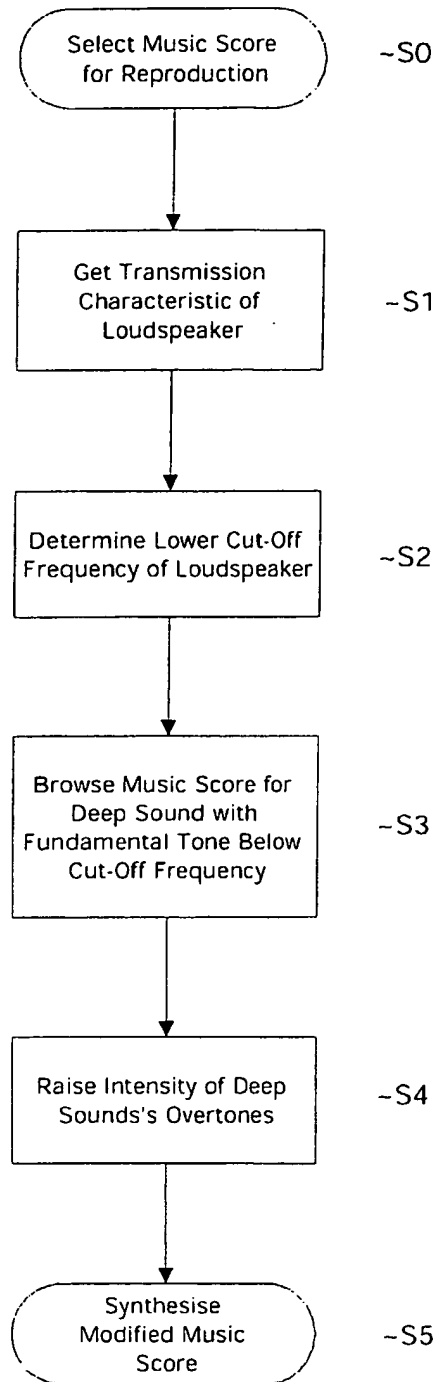 Select Music Score
for Reproduction
~S0
Get Transmission
Characteristic of
Loudspeaker
~S1
Determine Lower Cut-Off
Frequency of Loudspeaker
~S2
Browse Music Score for
Deep Sound with
Fundamental Tone Below
Cut-Off Frequency
~S3
Raise Intensity of Deep
Sounds's Overtones
~S4
Synthesise
Modified Music
Score
~S5